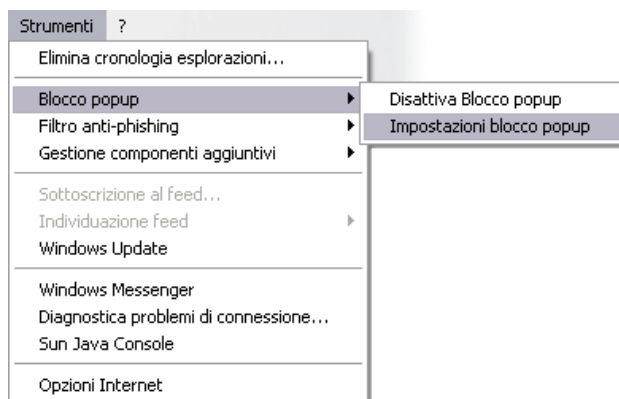 Strumenti ?
Elimina cronologia esplorazioni...
Blocco popup
Disattiva Blocco popup
Filtro anti-phishing
Impostazioni blocco popup
Gestione componenti aggiuntivi
Sottoscrizione al feed...
Individuazione feed
Windows Update
Windows Messenger
Diagnostica problemi di connessione...
Sun Java Console
Opzioni Internet